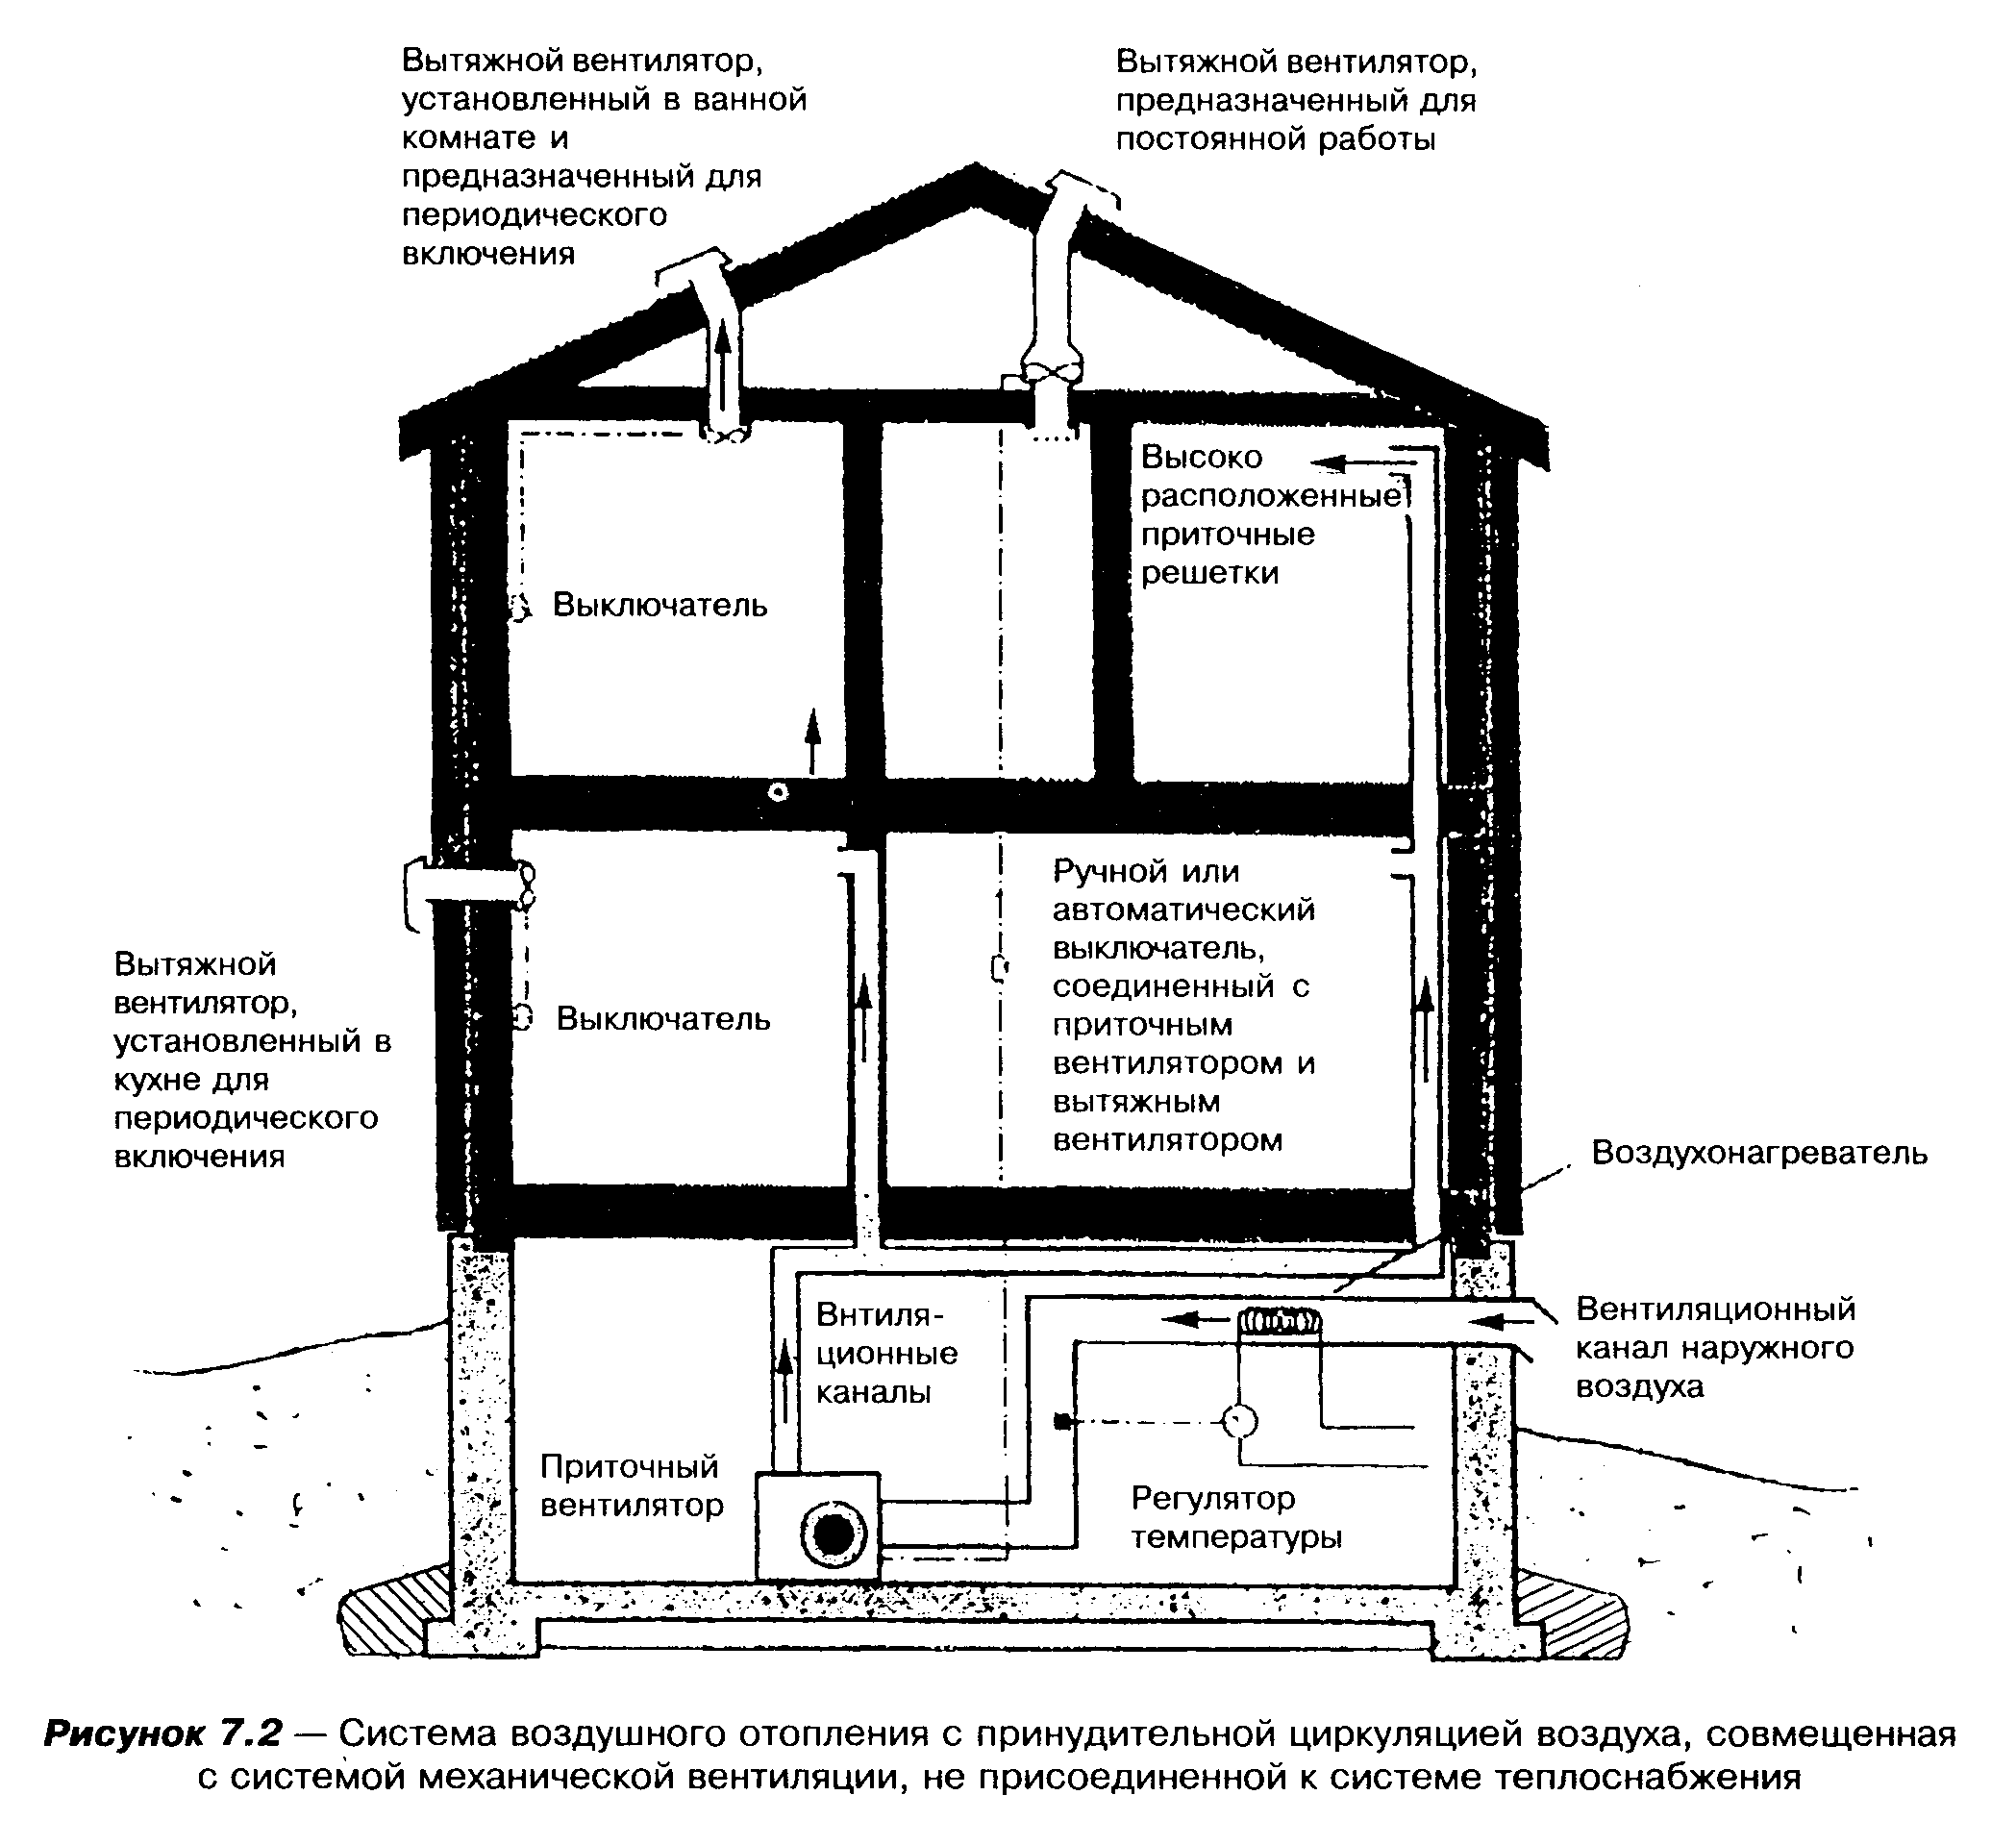 Вытяжной вентилятор,
установленный в ванной
комнате и
предназначенный для
периодического
включения
Вытяжной вентилятор,
предназначенный для
постоянной работы
Высоко
расположенные
приточные
решетки
Выключатель
Вытяжной
вентилятор,
установленный в
кухне для
периодического
включения
Выключатель
Ручной или
автоматический
выключатель,
соединенный с
приточным
вентилятором и
вытяжным
вентилятором
Воздухонагреватель
Внтиля-
ционные
каналы
Вентиляционный
канал наружного
воздуха
Приточный
вентилятор
Регулятор
температуры
Рисунок 7.2 — Система воздушного отопления с принудительной циркуляцией воздуха, совмещенная
с системой механической вентиляции, не присоединенной к системе теплоснабжения